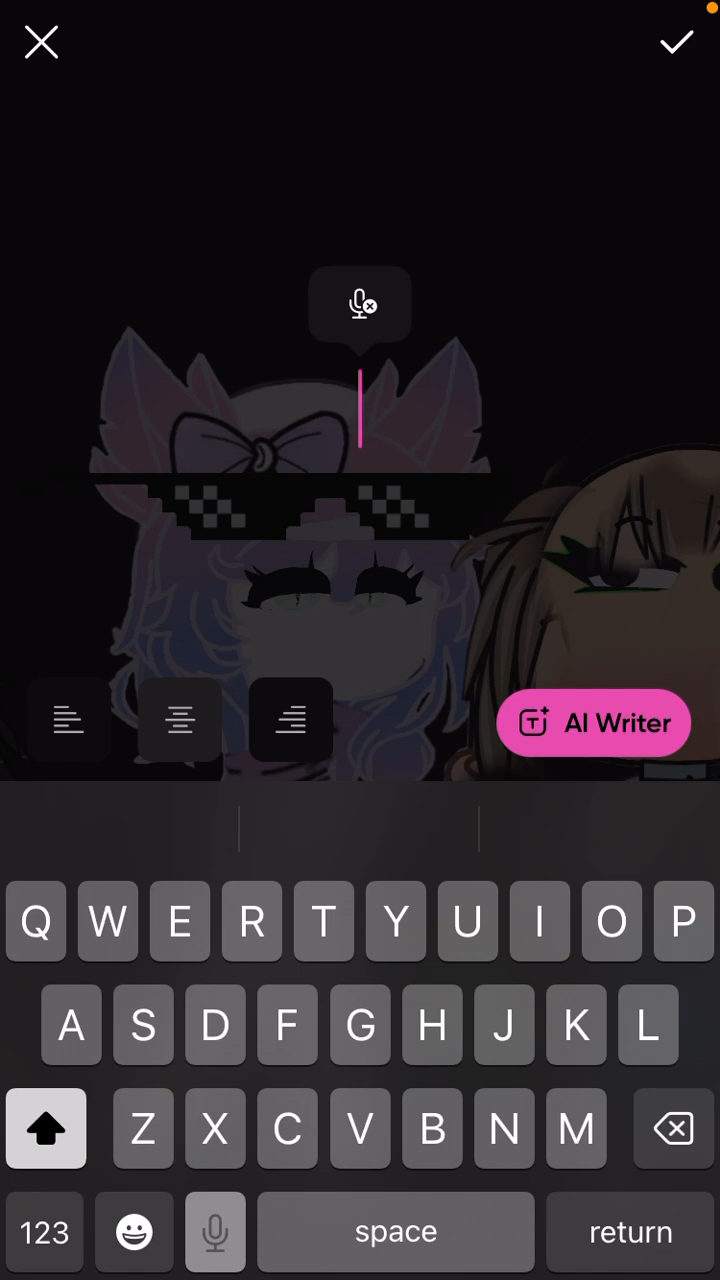 AI Writer
Q W E R T Y U I O P
A S D F G H J K L
Z X C V B N M
123 space return